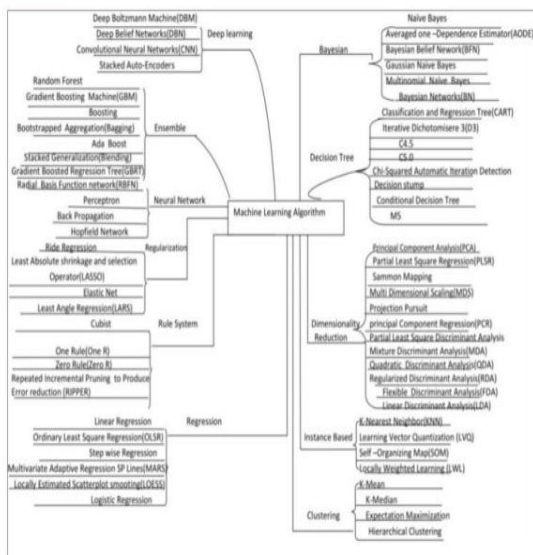 Deep Boltzmann Machine(DBM)
Deep Belief Networks(DBN)
Convolutional Neural Networks(CNN)
Stacked Auto-Encoders
Deep learning
Random Forest
Gradient Boosting Machine(GBM)
Boosting
Bootstrapped Aggregation(Bagging)
Ada Boost
Stacked Generalization(Blending)
Gradient Boosted Regression Tree(GBRT)
Ensemble
Radial Basis Function network(RBFN)
Perceptron
Back Propagation
Hopfield Network
Neural Network
Ride Regression
Least Absolute shrinkage and selection
Operator(LASSO)
Elastic Net
Least Angle Regression(LARS)
Regularization
Cubist
One Rule(One R)
Zero Rule(Zero R)
Repeated Incremental Pruning to Produce
Error reduction (RIPPER)
Rule System
Linear Regression
Ordinary Least Square Regression(OLSR)
Step wise Regression
Multivariate Adaptive Regression SP Lines(MARS)
Locally Estimated Scatterplot smooting(LOESS)
Logistic Regression
Regression
Machine Learning Algorithm
Bayesian
Naïve Bayes
Averaged one –Dependence Estimator(AODE)
Bayesian Belief Nework(BFN)
Gaussian Naïve Bayes
Multinomial Naïve Bayes
Bayesian Networks(BN)
Decision Tree
Classification and Regression Tree(CART)
Iterative Dichotomisere 3(D3)
C4.5
C5.0
Chi-Squared Automatic Iteration Detection
Decision stump
Conditional Decision Tree
M5
Dimensionality
Reduction
Principal Component Analysis(PCA)
Partial Least Square Regression(PLSR)
Sammon Mapping
Multi Dimensional Scaling(MDS)
Projection Pursuit
principal Component Regression(PCR)
Partial Least Square Discriminant Analysis
Mixture Discriminant Analysis(MDA)
Quadratic Discriminant Analysis(QDA)
Regularized Discriminant Analysis(RDA)
Flexible Discriminant Analysis(FDA)
Linear Discriminant Analysis(LDA)
Instance Based
K-Nearest Neighbor(KNN)
Learning Vector Quantization (LVQ)
Self –Organizing Map(SOM)
Locally Weighted Learning (LWL)
Clustering
K-Mean
K-Median
Expectation Maximization
Hierarchical Clustering